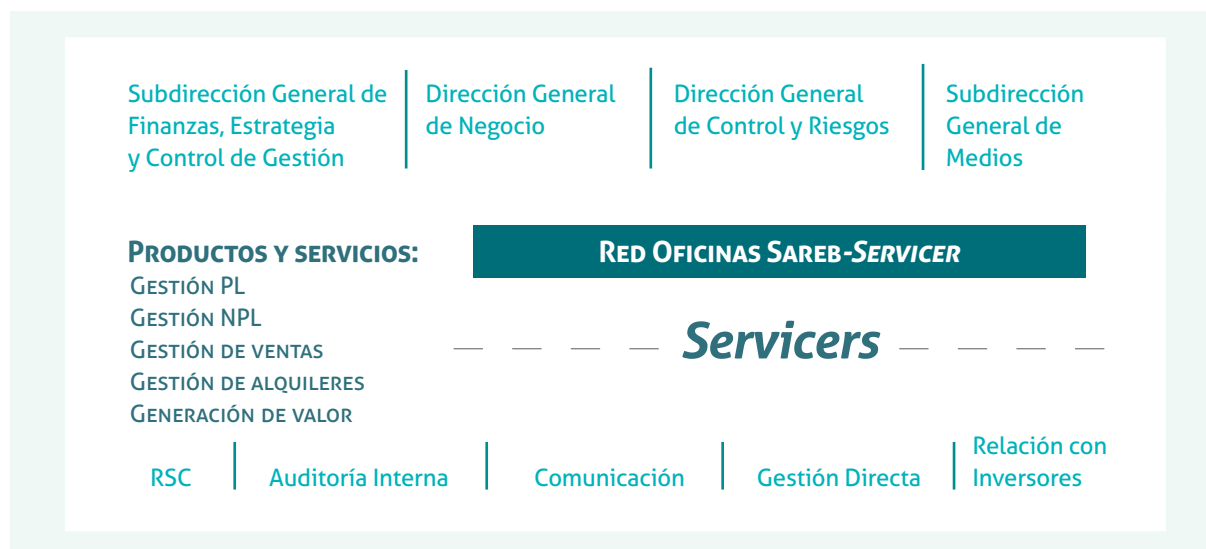 Subdirección General de
Finanzas, Estrategia
y Control de Gestión
Dirección General
de Negocio
Dirección General
de Control y Riesgos
Subdirección
General de
Medios
Productos y servicios:
Gestión PL
Gestión NPL
Gestión de ventas
Gestión de alquileres
Generación de valor
Red Oficinas Sareb-Servicer
Servicers
RSC
Auditoría Interna
Comunicación
Gestión Directa
Relación con
Inversores